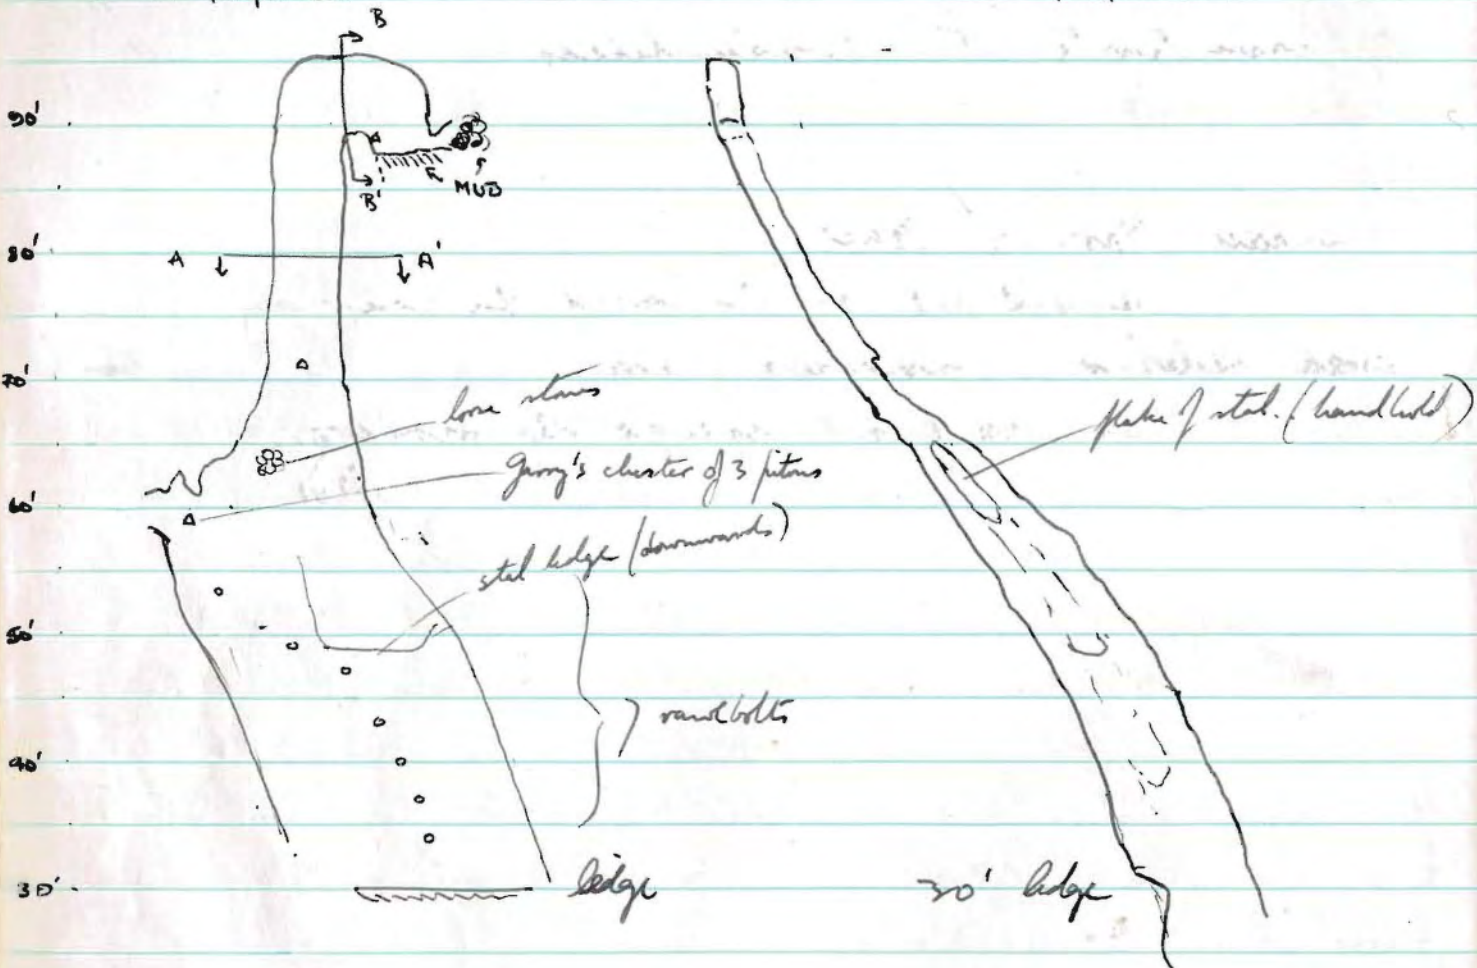 B
90'
B'
MUD
80'
A A'
70'
loose stones
flake of stal. (handhold)
60'
Gerry's cluster of 3 pitons
stal ledge (downwards)
50'
rawlbolts
40'
30'
ledge
30' ledge